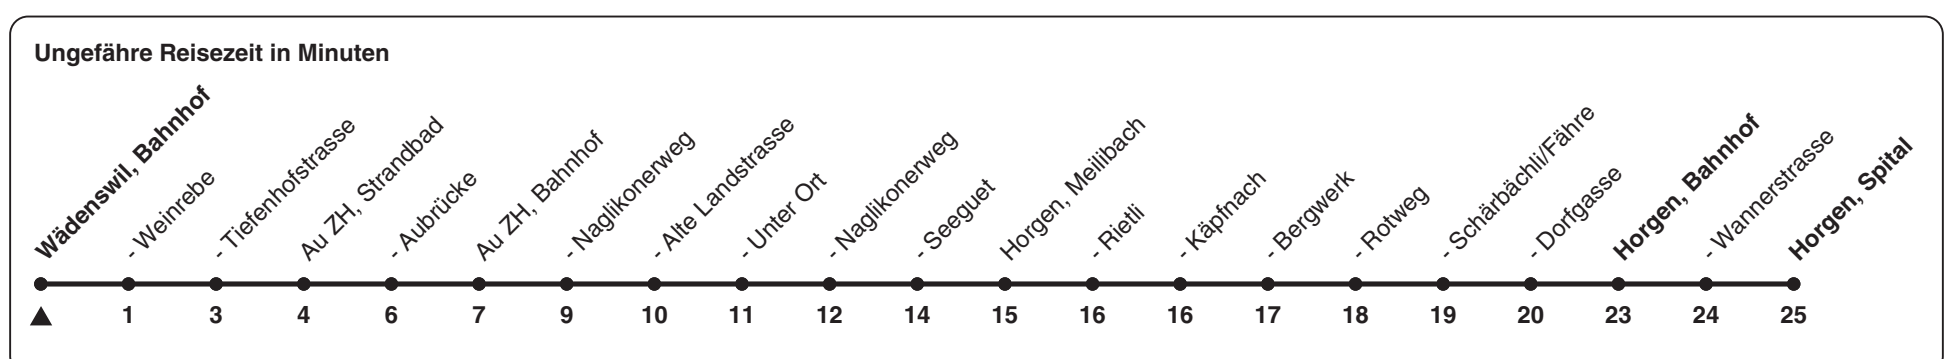 Ungefähre Reisezeit in Minuten
Wädenswil, Bahnhof
- Weinrebe
- Tiefenhofstrasse
Au ZH, Strandbad
- Aubrücke
Au ZH, Bahnhof
- Naglikonerweg
- Alte Landstrasse
- Unter Ort
- Naglikonerweg
- Seeguet
Horgen, Meilibach
- Rietli
- Käpfnach
- Bergwerk
- Rotweg
- Schärbächli/Fähre
- Dorfgasse
Horgen, Bahnhof
- Wannerstrasse
Horgen, Spital
1 3 4 6 7 9 10 11 12 14 15 16 16 17 18 19 20 23 24 25